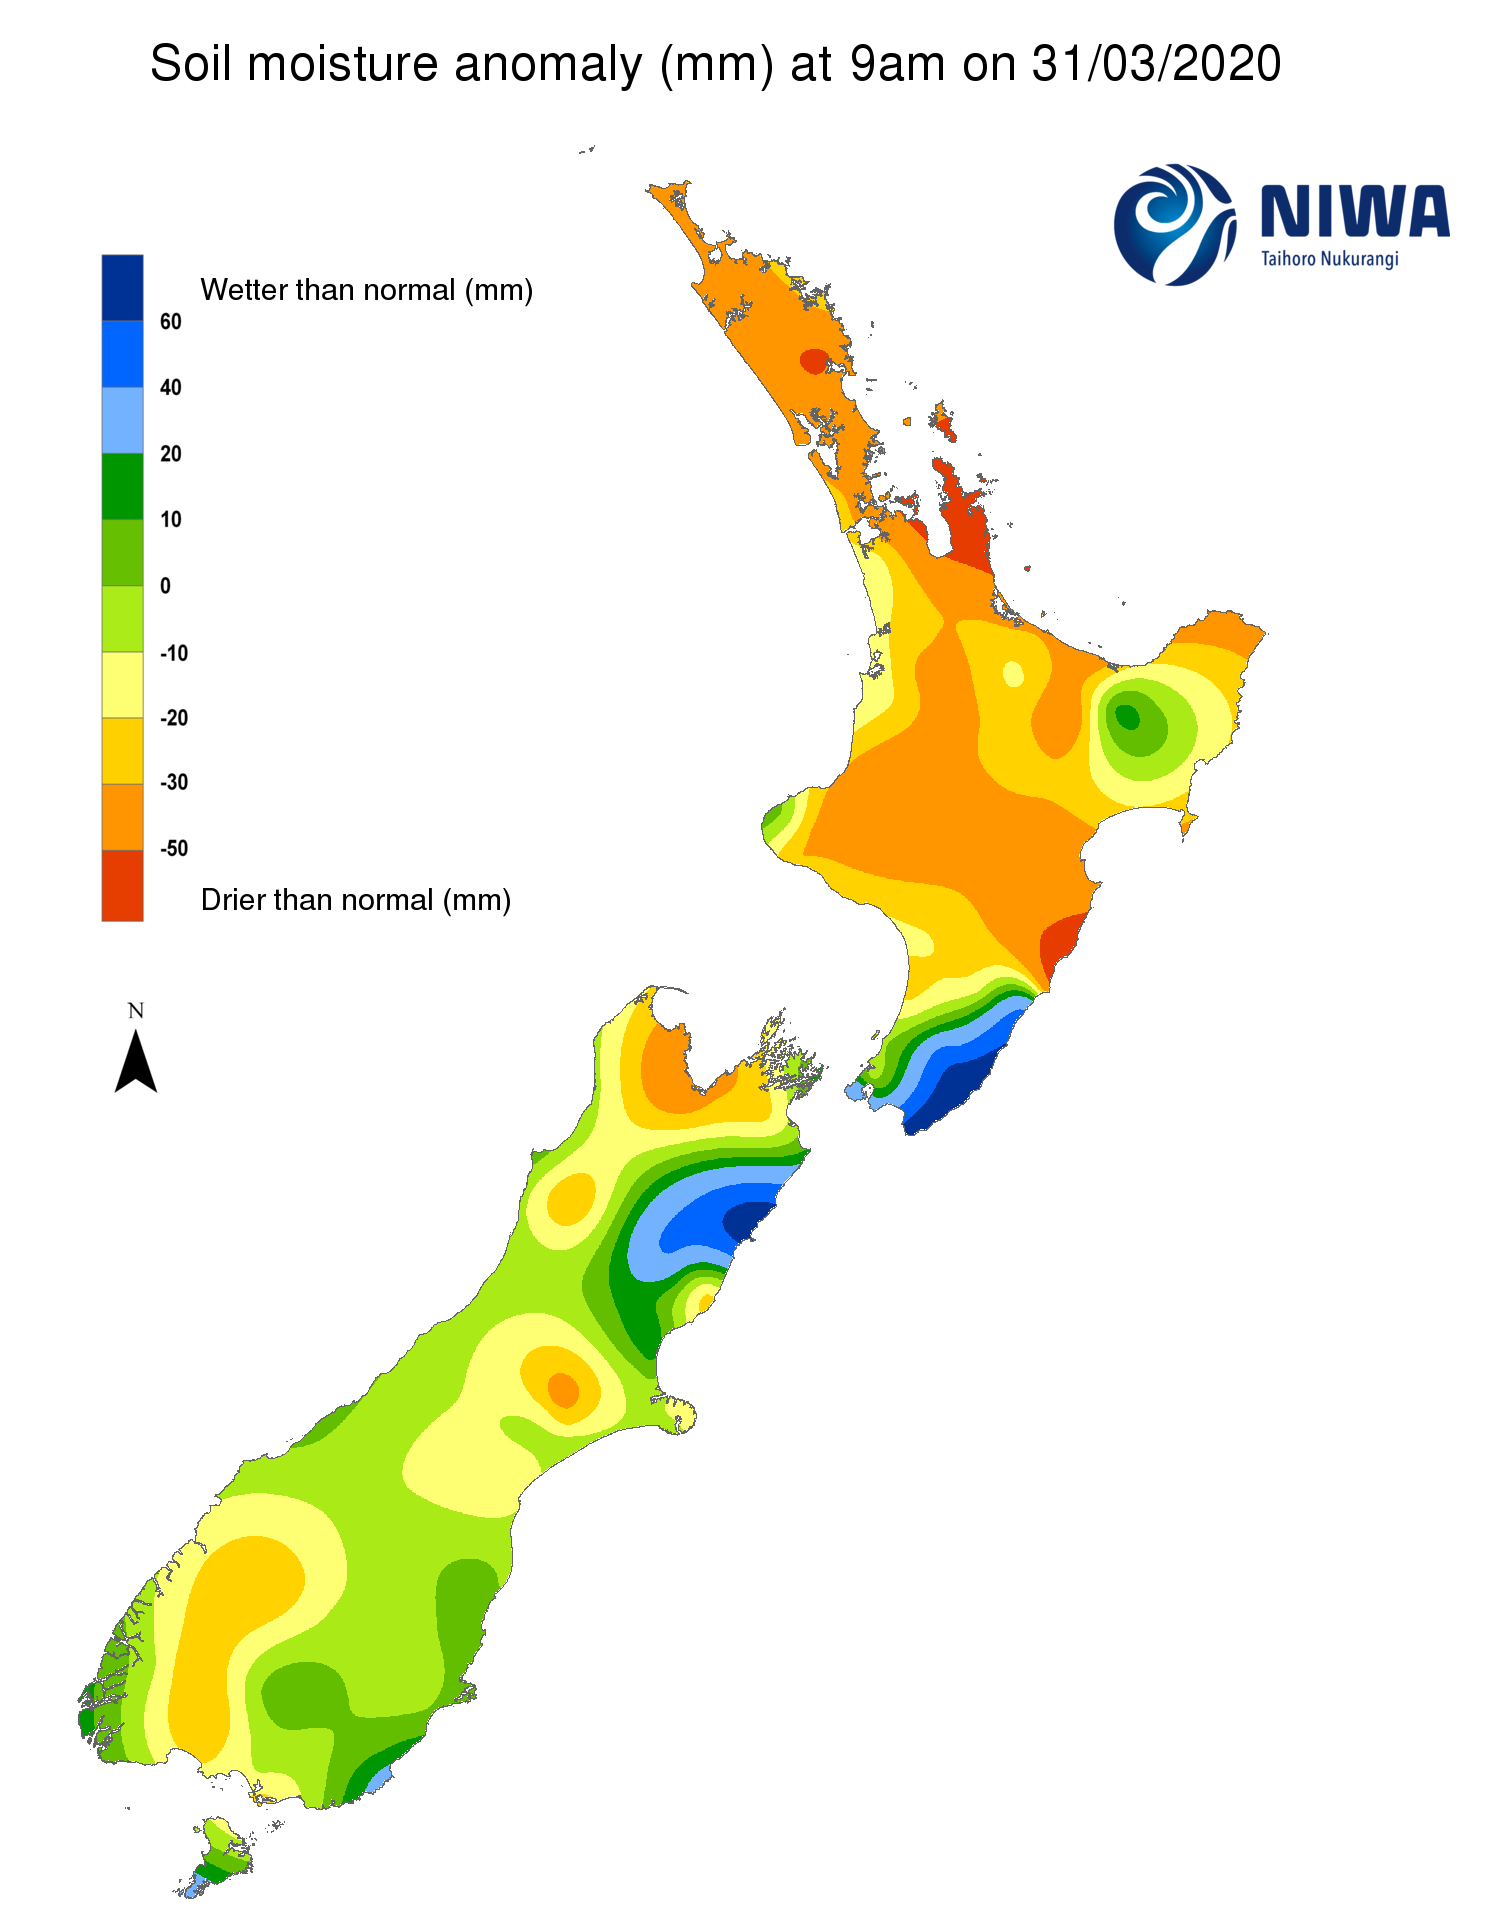 Soil moisture anomaly (mm) at 9am on 31/03/2020
NIWA
Taihoro Nukurangi
Wetter than normal (mm)
60
40
20
10
0
-10
-20
-30
-50
Drier than normal (mm)
N